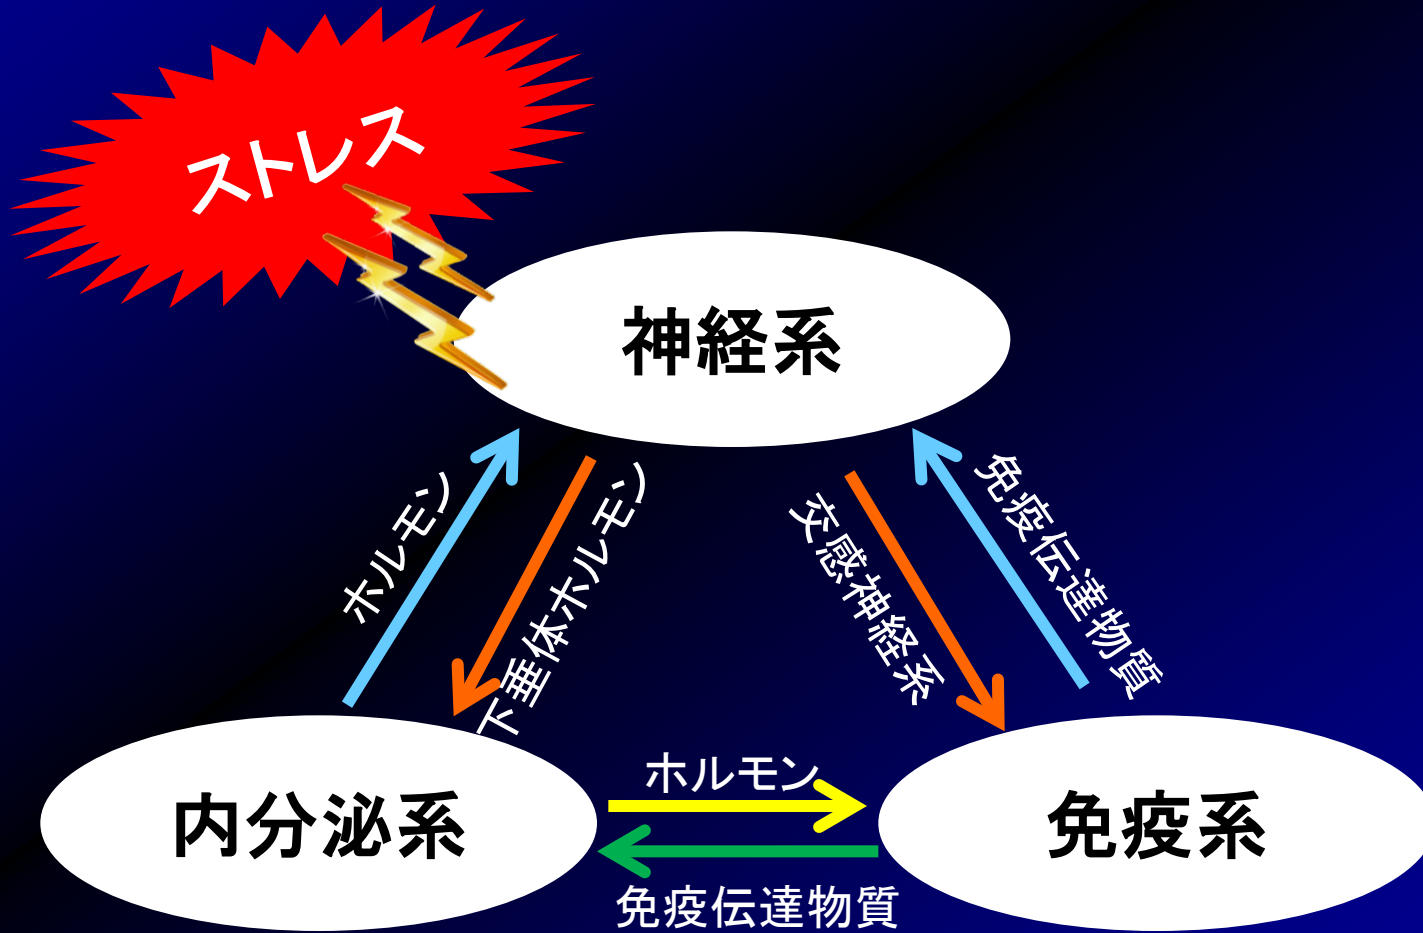 ストレス
神経系
ホルモン
下垂体ホルモン
交感神経系
免疫伝達物質
内分泌系
ホルモン
免疫伝達物質
免疫系